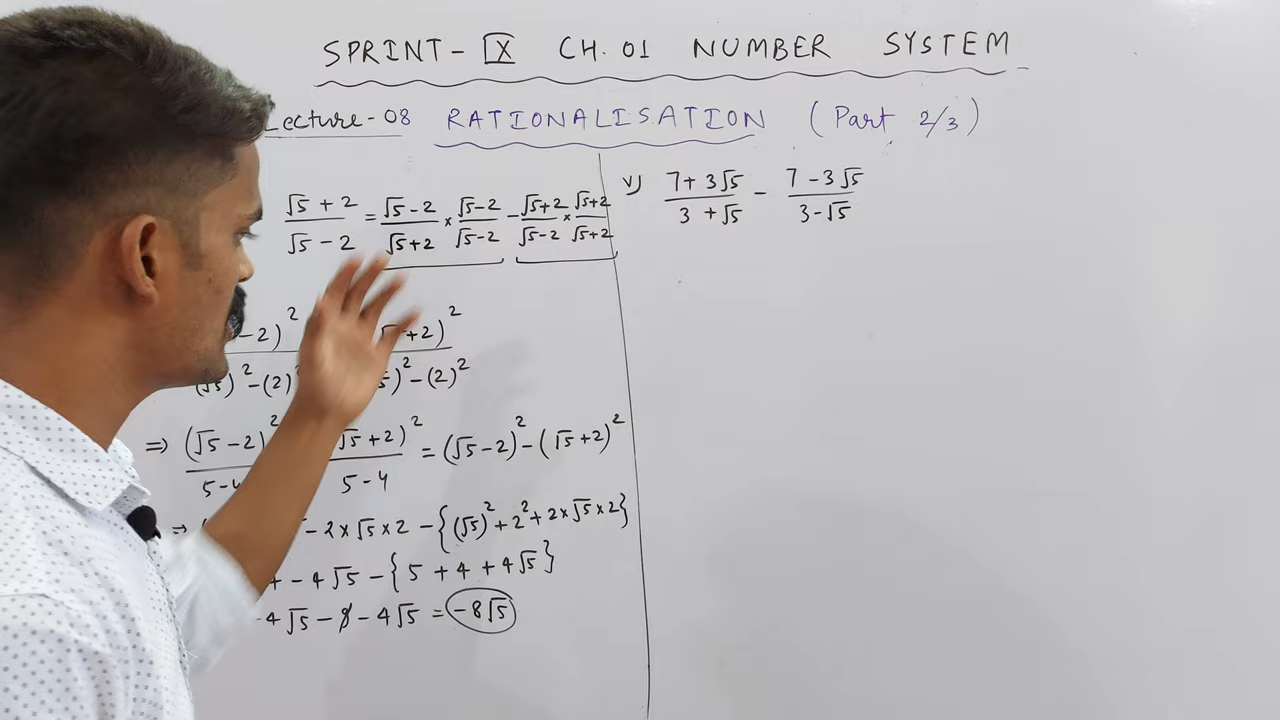 SPRINT - IX CH. 01 NUMBER SYSTEM
Lecture - 08 RATIONALISATION (Part 2/3)
(√5 + 2)/(√5 - 2) = (√5 - 2)/(√5 + 2) × (√5 - 2)/(√5 - 2) - (√5 + 2)/(√5 - 2) × (√5 + 2)/(√5 + 2)
-2)² +2)²
(√5)² - (2)² 5)² - (2)²
⇒ (√5 - 2)²/5-4 √5 + 2)²/5-4 = (√5 - 2)² - (√5 + 2)²
⇒ - 2×√5×2 - {(√5)² + 2² + 2×√5×2}
- 4√5 - {5 + 4 + 4√5}
4√5 - 9 - 4√5 = -8√5
v) (7 + 3√5)/(3 + √5) - (7 - 3√5)/(3 - √5)